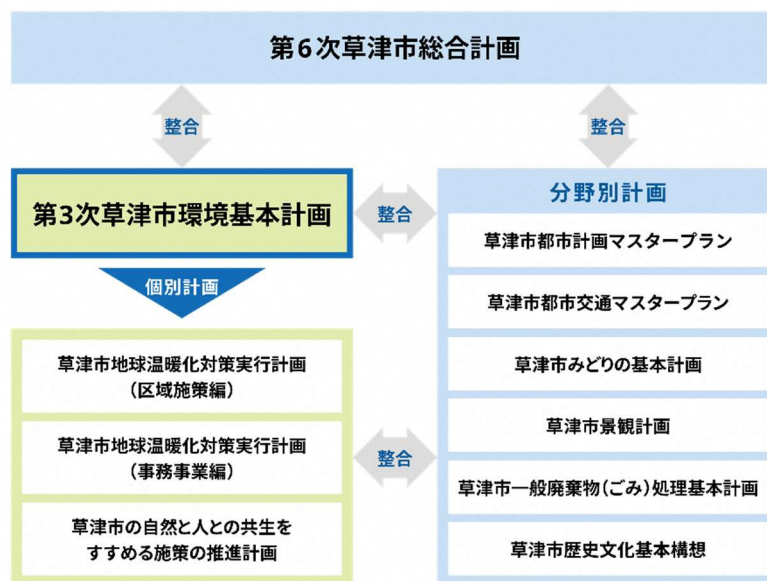 第6次草津市総合計画
整合
整合
第3次草津市環境基本計画
整合
分野別計画
草津市都市計画マスタープラン
草津市都市交通マスタープラン
草津市みどりの基本計画
草津市景観計画
草津市一般廃棄物(ごみ)処理基本計画
草津市歴史文化基本構想
個別計画
草津市地球温暖化対策実行計画
(区域施策編)
草津市地球温暖化対策実行計画
(事務事業編)
草津市の自然と人との共生を
すすめる施策の推進計画
整合